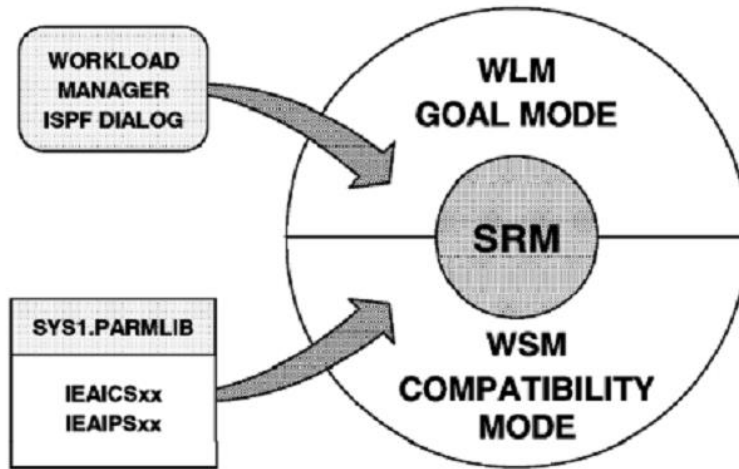 WORKLOAD
MANAGER
ISPF DIALOG
WLM
GOAL MODE
SRM
SYS1.PARMLIB
IEAICSxx
IEAIPSxx
WSM
COMPATIBILITY
MODE